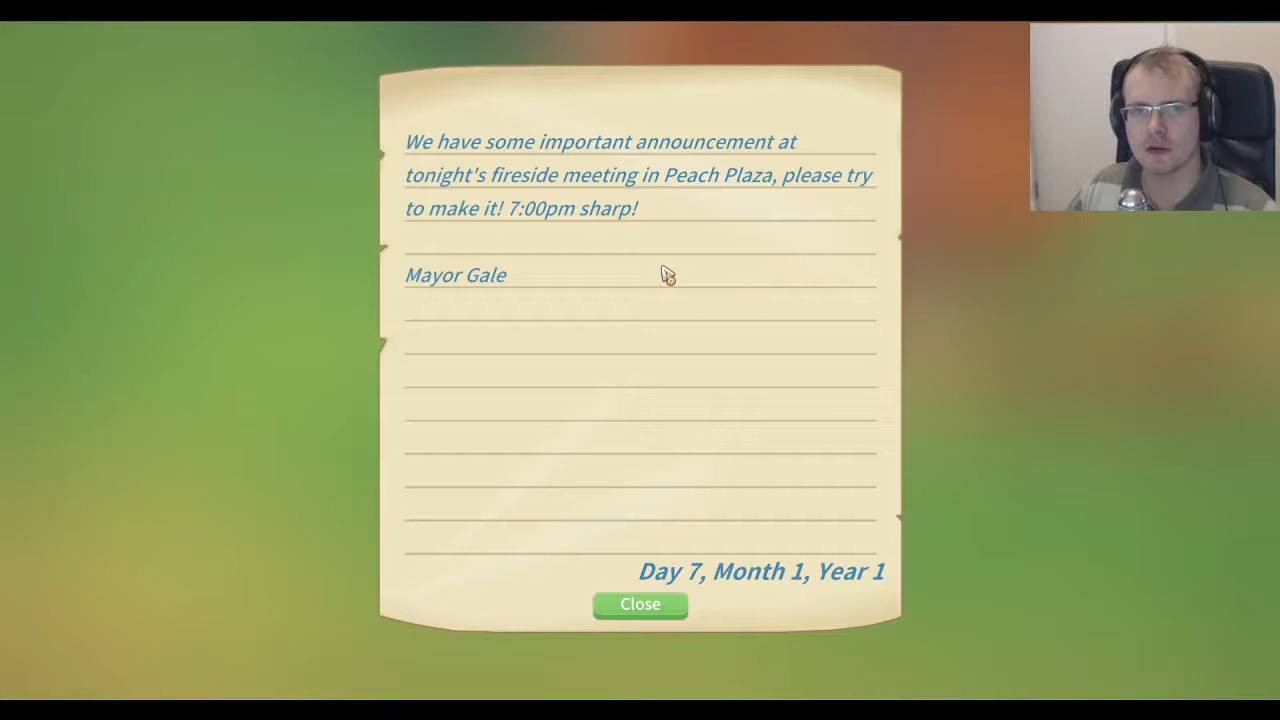 We have some important announcement at
tonight's fireside meeting in Peach Plaza, please try
to make it! 7:00pm sharp!
Mayor Gale
Day 7, Month 1, Year 1
Close